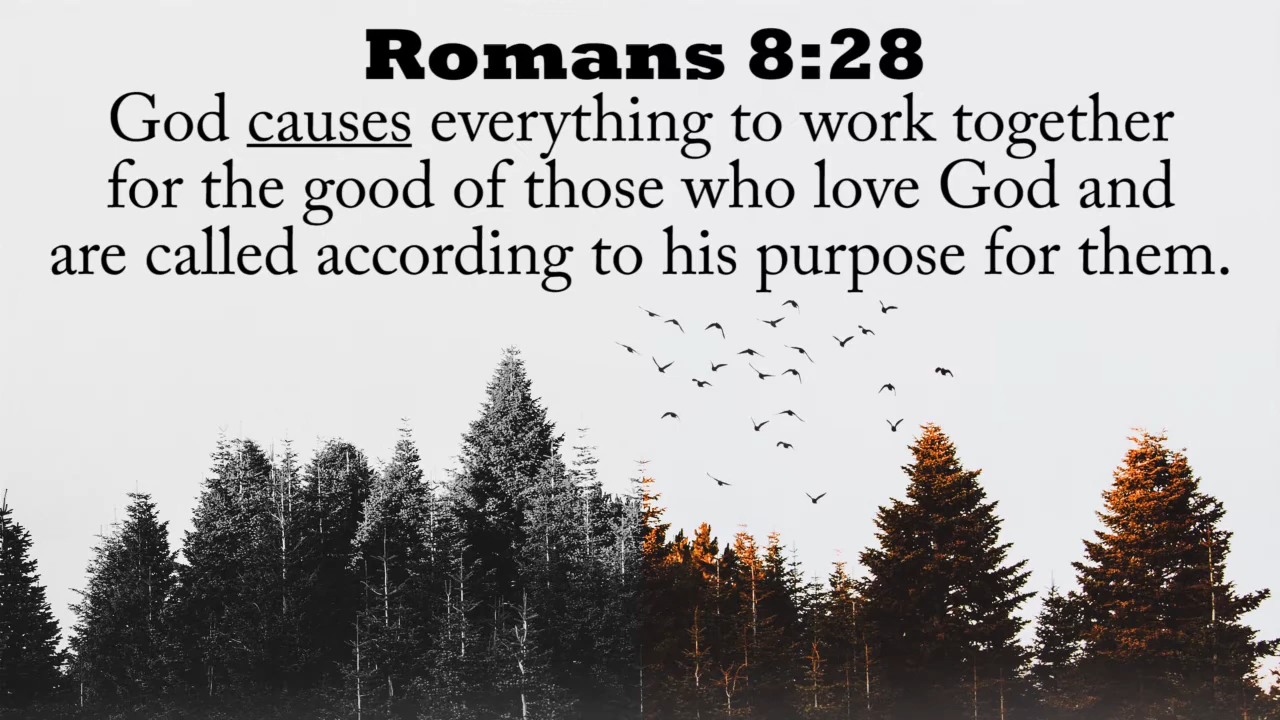 Romans 8:28
God causes everything to work together
for the good of those who love God and
are called according to his purpose for them.